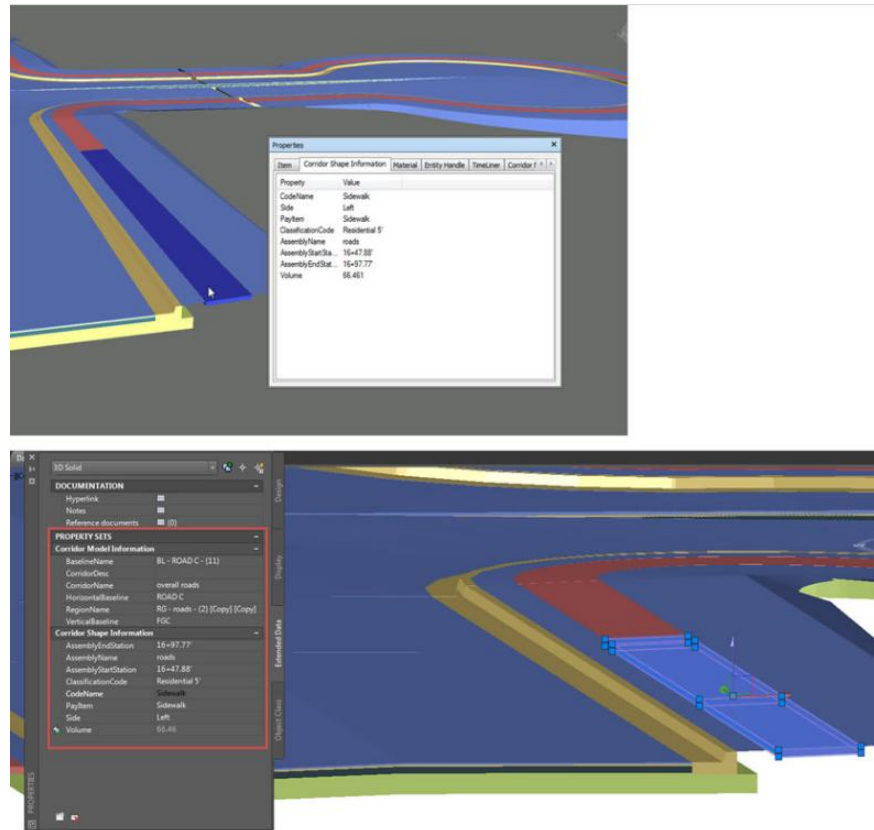 Properties
Item Corridor Shape Information Material Entity Handle TimeLiner
Property Value
CodeName Sidewalk
Side Left
PayItem Sidewalk
ClassificationCode Residential 5'
AssemblyName roads
AssemblyStartSta... 16+47.88'
AssemblyEndStat... 16+97.77'
Volume 66.461
3D Solid
DOCUMENTATION
Hyperlink
Notes
Reference documents (0)
PROPERTY SETS
Corridor Model Information
BaselineName BL - ROAD C - (11)
CorridorDesc
CorridorName overall roads
HorizontalBaseline ROAD C
RegionName RG - roads - (2) [Copy] [Copy]
VerticalBaseline FGC
Corridor Shape Information
AssemblyEndStation 16+97.77'
AssemblyName roads
AssemblyStartStation 16+47.88'
ClassificationCode Residential 5'
CodeName Sidewalk
PayItem Sidewalk
Side Left
Volume 66.46
Design
Display
Extended Data
Object Class
PROPERTIES